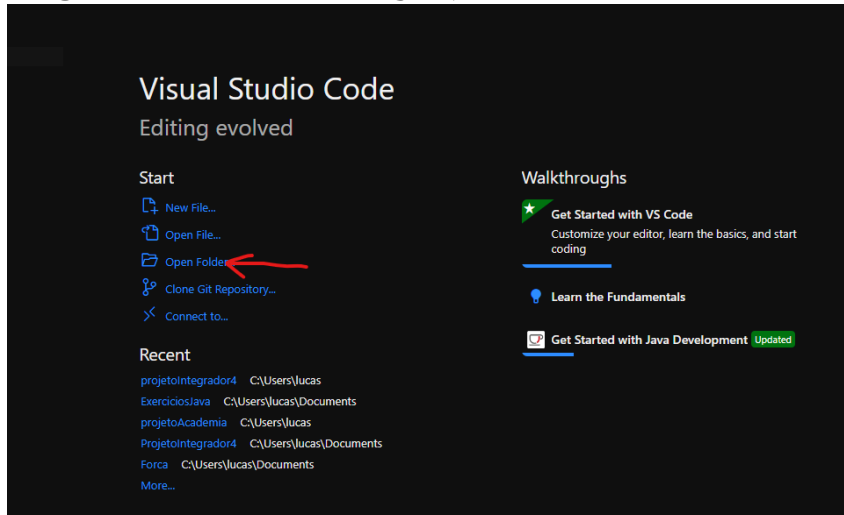 Visual Studio Code
Editing evolved
Start
New File...
Open File...
Open Folder
Clone Git Repository...
Connect to...
Recent
projetoIntegrador4 C:\Users\lucas
ExerciciosJava C:\Users\lucas\Documents
projetoAcademia C:\Users\lucas
ProjetoIntegrador4 C:\Users\lucas\Documents
Forca C:\Users\lucas\Documents
More...
Walkthroughs
Get Started with VS Code
Customize your editor, learn the basics, and start
coding
Learn the Fundamentals
Get Started with Java Development Updated